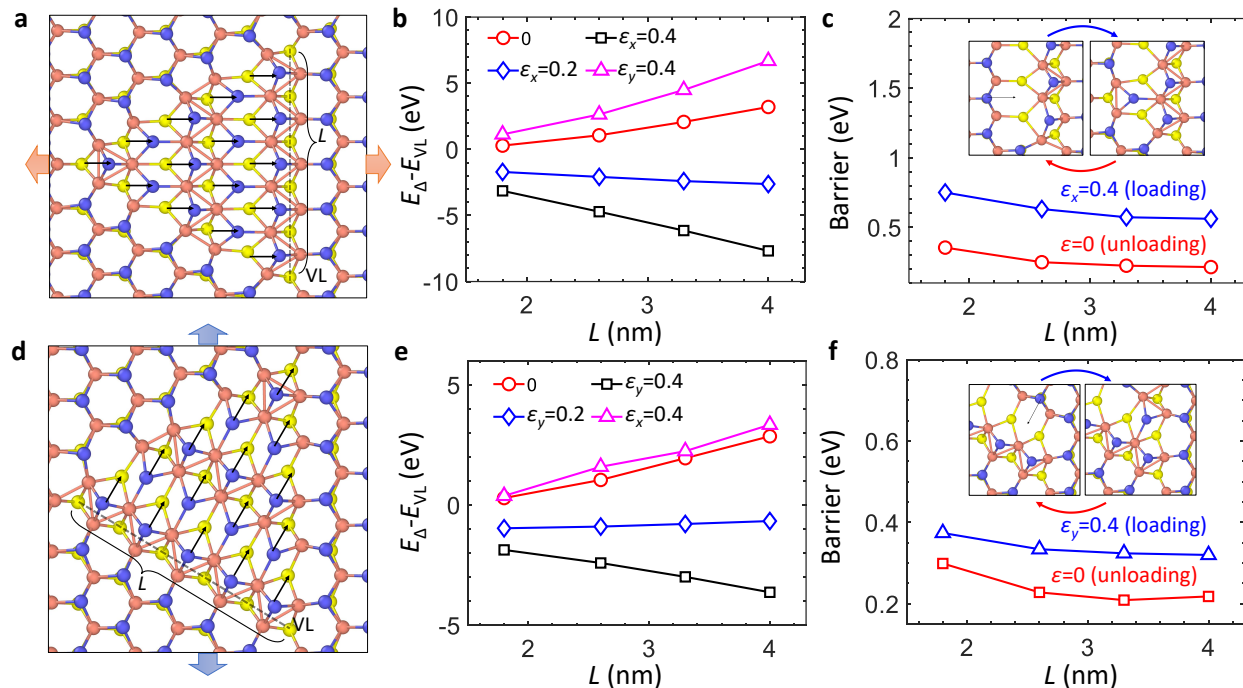 a
L
VL
b
10
5
0
-5
-10
E_Δ-E_VL (eV)
0
ε_x=0.4
ε_x=0.2
ε_y=0.4
2
3
4
L (nm)
c
2
1.5
1
0.5
Barrier (eV)
ε_x=0.4 (loading)
ε=0 (unloading)
2
3
4
L (nm)
d
L
VL
e
5
0
-5
E_Δ-E_VL (eV)
0
ε_y=0.4
ε_y=0.2
ε_x=0.4
2
3
4
L (nm)
f
0.8
0.6
0.4
0.2
Barrier (eV)
ε_y=0.4 (loading)
ε=0 (unloading)
2
3
4
L (nm)